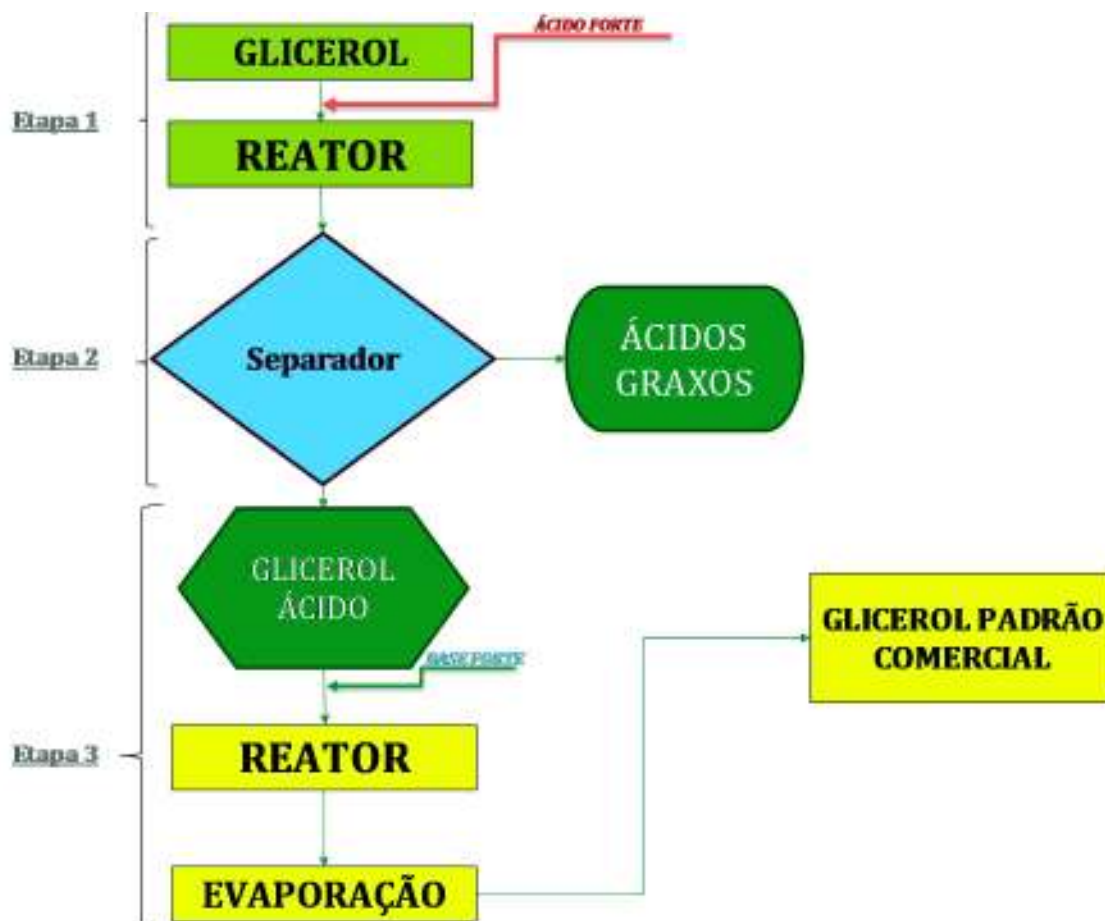 ÁCIDO FORTE
GLICEROL
Etapa 1
REATOR
Etapa 2
Separador
ÁCIDOS
GRAXOS
GLICEROL
ÁCIDO
BASE FORTE
GLICEROL PADRÃO
COMERCIAL
Etapa 3
REATOR
EVAPORAÇÃO